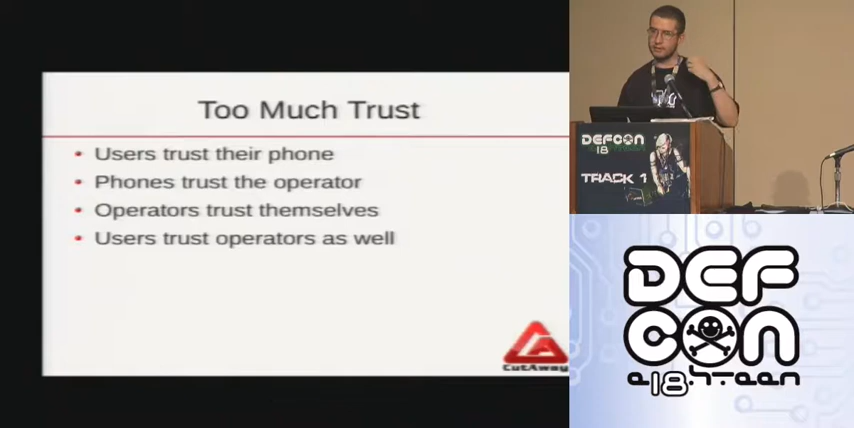 Too Much Trust
• Users trust their phone
• Phones trust the operator
• Operators trust themselves
• Users trust operators as well
CutAway
DEFCON
18
TRACK 1
DEF
CON
e18hteen